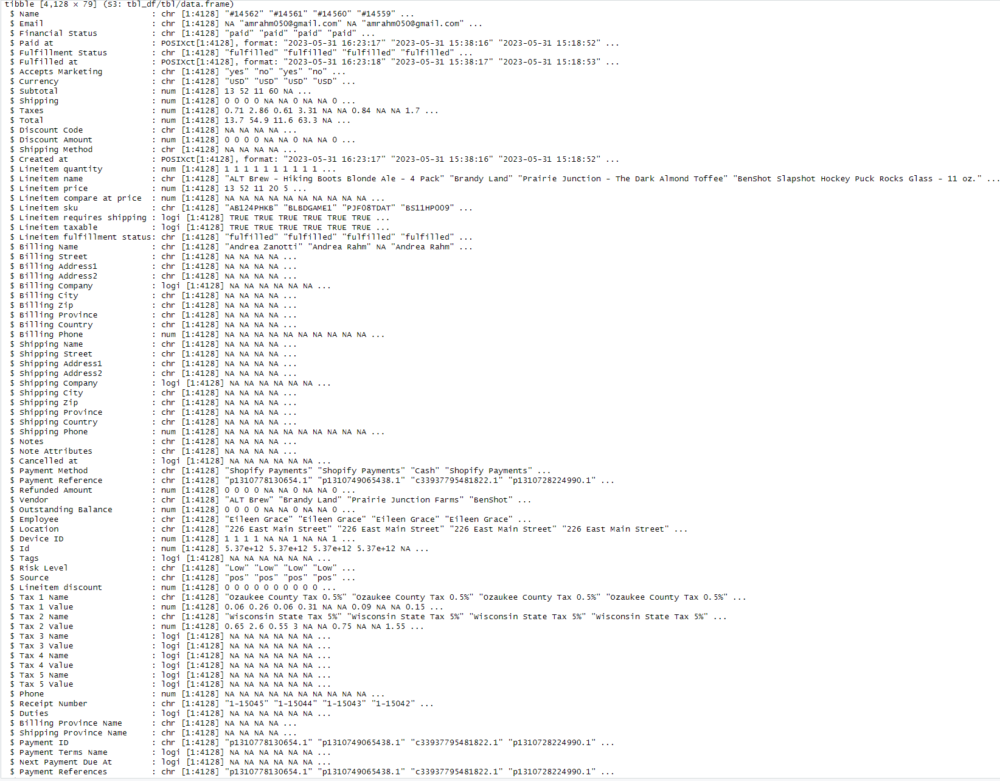 tibble [4,128 × 79] (S3: tbl_df/tbl/data.frame)
$ Name : chr [1:4128] "#14562" "#14561" "#14560" "#14559" ...
$ Email : chr [1:4128] NA "amrahm050@gmail.com" NA "amrahm050@gmail.com" ...
$ Financial Status : chr [1:4128] "paid" "paid" "paid" "paid" ...
$ Paid at : POSIXct[1:4128], format: "2023-05-31 16:23:17" "2023-05-31 15:38:16" "2023-05-31 15:18:52" ...
$ Fulfillment Status : chr [1:4128] "fulfilled" "fulfilled" "fulfilled" "fulfilled" ...
$ Fulfilled at : POSIXct[1:4128], format: "2023-05-31 16:23:18" "2023-05-31 15:38:17" "2023-05-31 15:18:53" ...
$ Accepts Marketing : chr [1:4128] "yes" "no" "yes" "no" ...
$ Currency : chr [1:4128] "USD" "USD" "USD" "USD" ...
$ Subtotal : num [1:4128] 13 52 11 60 NA ...
$ Shipping : num [1:4128] 0 0 0 0 NA NA 0 NA NA 0 ...
$ Taxes : num [1:4128] 0.71 2.86 0.61 3.31 NA NA 0.84 NA NA 1.7 ...
$ Total : num [1:4128] 13.7 54.9 11.6 63.3 NA ...
$ Discount Code : chr [1:4128] NA NA NA NA ...
$ Discount Amount : num [1:4128] 0 0 0 0 NA NA 0 NA NA 0 ...
$ Shipping Method : chr [1:4128] NA NA NA NA ...
$ Created at : POSIXct[1:4128], format: "2023-05-31 16:23:17" "2023-05-31 15:38:16" "2023-05-31 15:18:52" ...
$ Lineitem quantity : num [1:4128] 1 1 1 1 1 1 1 1 1 1 ...
$ Lineitem name : chr [1:4128] "ALT Brew - Hiking Boots Blonde Ale - 4 Pack" "Brandy Land" "Prairie Junction - The Dark Almond Toffee" "BenShot Slapshot Hockey Puck Rocks Glass - 11 oz." ...
$ Lineitem price : num [1:4128] 13 52 11 20 5 ...
$ Lineitem compare at price : num [1:4128] NA NA NA NA NA NA NA NA NA NA ...
$ Lineitem sku : chr [1:4128] "AB124PHKB" "BLBDGAME1" "PJF08TDAT" "BS11HP009" ...
$ Lineitem requires shipping : logi [1:4128] TRUE TRUE TRUE TRUE TRUE TRUE ...
$ Lineitem taxable : logi [1:4128] TRUE TRUE TRUE TRUE TRUE TRUE ...
$ Lineitem fulfillment status: chr [1:4128] "fulfilled" "fulfilled" "fulfilled" "fulfilled" ...
$ Billing Name : chr [1:4128] "Andrea Zanotti" "Andrea Rahm" NA "Andrea Rahm" ...
$ Billing Street : chr [1:4128] NA NA NA NA ...
$ Billing Address1 : chr [1:4128] NA NA NA NA ...
$ Billing Address2 : chr [1:4128] NA NA NA NA ...
$ Billing Company : logi [1:4128] NA NA NA NA NA NA ...
$ Billing City : chr [1:4128] NA NA NA NA ...
$ Billing Zip : chr [1:4128] NA NA NA NA ...
$ Billing Province : chr [1:4128] NA NA NA NA ...
$ Billing Country : chr [1:4128] NA NA NA NA ...
$ Billing Phone : num [1:4128] NA NA NA NA NA NA NA NA NA NA ...
$ Shipping Name : chr [1:4128] NA NA NA NA ...
$ Shipping Street : chr [1:4128] NA NA NA NA ...
$ Shipping Address1 : chr [1:4128] NA NA NA NA ...
$ Shipping Address2 : chr [1:4128] NA NA NA NA ...
$ Shipping Company : logi [1:4128] NA NA NA NA NA NA ...
$ Shipping City : chr [1:4128] NA NA NA NA ...
$ Shipping Zip : chr [1:4128] NA NA NA NA ...
$ Shipping Province : chr [1:4128] NA NA NA NA ...
$ Shipping Country : chr [1:4128] NA NA NA NA ...
$ Shipping Phone : num [1:4128] NA NA NA NA NA NA NA NA NA NA ...
$ Notes : chr [1:4128] NA NA NA NA ...
$ Note Attributes : chr [1:4128] NA NA NA NA ...
$ Cancelled at : logi [1:4128] NA NA NA NA NA NA ...
$ Payment Method : chr [1:4128] "Shopify Payments" "Shopify Payments" "Cash" "Shopify Payments" ...
$ Payment Reference : chr [1:4128] "p1310778130654.1" "p1310749065438.1" "c33937795481822.1" "p1310728224990.1" ...
$ Refunded Amount : num [1:4128] 0 0 0 0 NA NA 0 NA NA 0 ...
$ Vendor : chr [1:4128] "ALT Brew" "Brandy Land" "Prairie Junction Farms" "BenShot" ...
$ Outstanding Balance : num [1:4128] 0 0 0 0 NA NA 0 NA NA 0 ...
$ Employee : chr [1:4128] "Eileen Grace" "Eileen Grace" "Eileen Grace" "Eileen Grace" ...
$ Location : chr [1:4128] "226 East Main Street" "226 East Main Street" "226 East Main Street" "226 East Main Street" ...
$ Device ID : num [1:4128] 1 1 1 1 NA NA 1 NA NA 1 ...
$ Id : num [1:4128] 5.37e+12 5.37e+12 5.37e+12 5.37e+12 NA ...
$ Tags : logi [1:4128] NA NA NA NA NA NA ...
$ Risk Level : chr [1:4128] "Low" "Low" "Low" "Low" ...
$ Source : chr [1:4128] "pos" "pos" "pos" "pos" ...
$ Lineitem discount : num [1:4128] 0 0 0 0 0 0 0 0 0 0 ...
$ Tax 1 Name : chr [1:4128] "Ozaukee County Tax 0.5%" "Ozaukee County Tax 0.5%" "Ozaukee County Tax 0.5%" "Ozaukee County Tax 0.5%" ...
$ Tax 1 Value : num [1:4128] 0.06 0.26 0.06 0.31 NA NA 0.09 NA NA 0.15 ...
$ Tax 2 Name : chr [1:4128] "Wisconsin State Tax 5%" "Wisconsin State Tax 5%" "Wisconsin State Tax 5%" "Wisconsin State Tax 5%" ...
$ Tax 2 Value : num [1:4128] 0.65 2.6 0.55 3 NA NA 0.75 NA NA 1.55 ...
$ Tax 3 Name : logi [1:4128] NA NA NA NA NA NA ...
$ Tax 3 Value : logi [1:4128] NA NA NA NA NA NA ...
$ Tax 4 Name : logi [1:4128] NA NA NA NA NA NA ...
$ Tax 4 Value : logi [1:4128] NA NA NA NA NA NA ...
$ Tax 5 Name : logi [1:4128] NA NA NA NA NA NA ...
$ Tax 5 Value : logi [1:4128] NA NA NA NA NA NA ...
$ Phone : num [1:4128] NA NA NA NA NA NA NA NA NA NA ...
$ Receipt Number : chr [1:4128] "1-15045" "1-15044" "1-15043" "1-15042" ...
$ Duties : logi [1:4128] NA NA NA NA NA NA ...
$ Billing Province Name : chr [1:4128] NA NA NA NA ...
$ Shipping Province Name : chr [1:4128] NA NA NA NA ...
$ Payment ID : chr [1:4128] "p1310778130654.1" "p1310749065438.1" "c33937795481822.1" "p1310728224990.1" ...
$ Payment Terms Name : logi [1:4128] NA NA NA NA NA NA ...
$ Next Payment Due At : logi [1:4128] NA NA NA NA NA NA ...
$ Payment References : chr [1:4128] "p1310778130654.1" "p1310749065438.1" "c33937795481822.1" "p1310728224990.1" ...